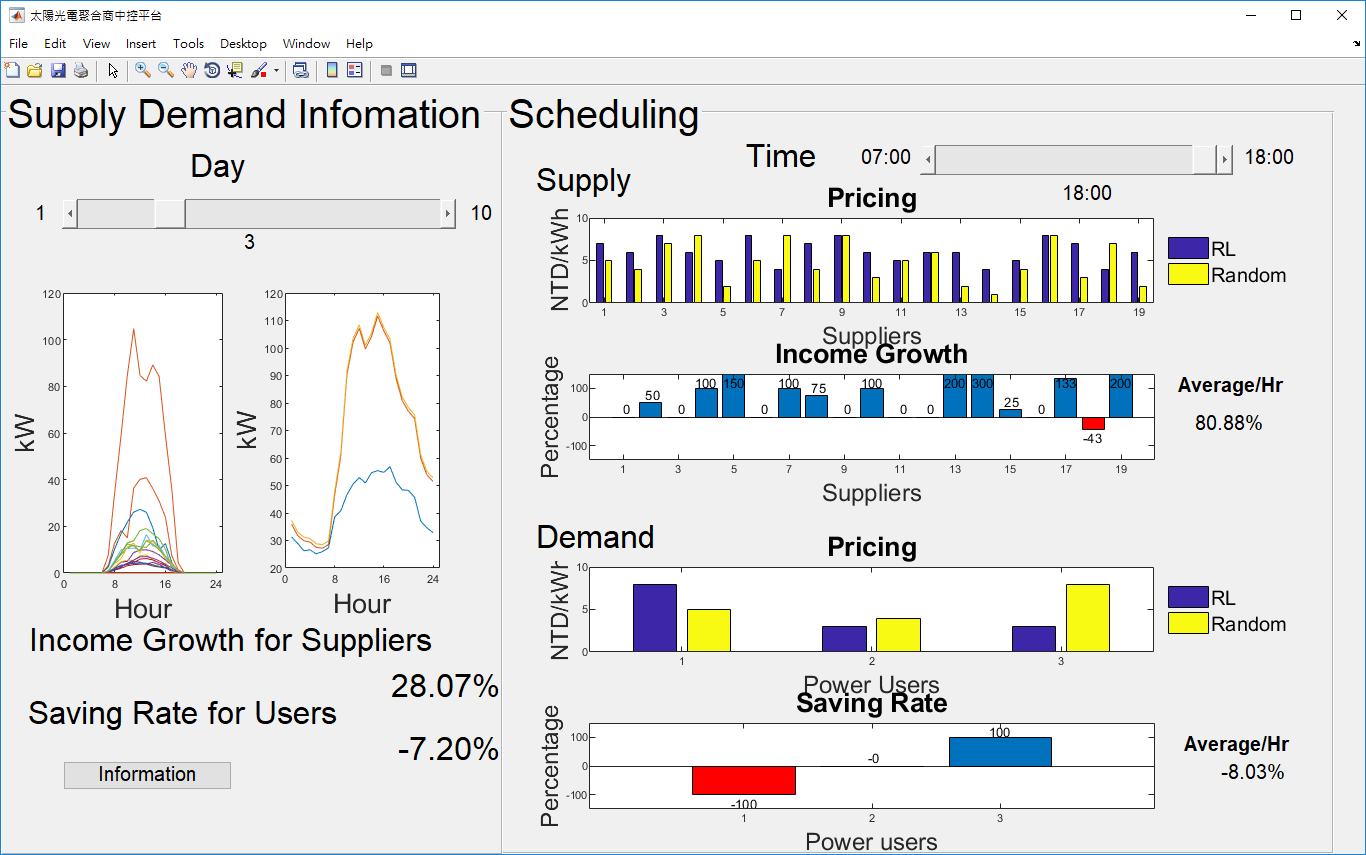 太陽光電聚合商中控平台
File Edit View Insert Tools Desktop Window Help
Supply Demand Infomation
Day
1 10
3
120
100
80
60
40
20
0
0 8 16 24
kW
Hour
120
110
100
90
80
70
60
50
40
30
20
0 8 16 24
kW
Hour
Income Growth for Suppliers
28.07%
Saving Rate for Users
-7.20%
Information
Scheduling
Time 07:00 18:00
18:00
Supply
Pricing
NTD/kWh
10
5
0
1 3 5 7 9 11 13 15 17 19
Suppliers
RL
Random
Income Growth
Percentage
100
0
-100
0 50 0 100 150 0 100 75 0 100 0 0 200 300 25 0 133 -43 200
1 3 5 7 9 11 13 15 17 19
Suppliers
Average/Hr
80.88%
Demand
Pricing
NTD/kWh
10
5
0
1 2 3
Power Users
RL
Random
Saving Rate
Percentage
100
0
-100
-100 -0 100
1 2 3
Power users
Average/Hr
-8.03%